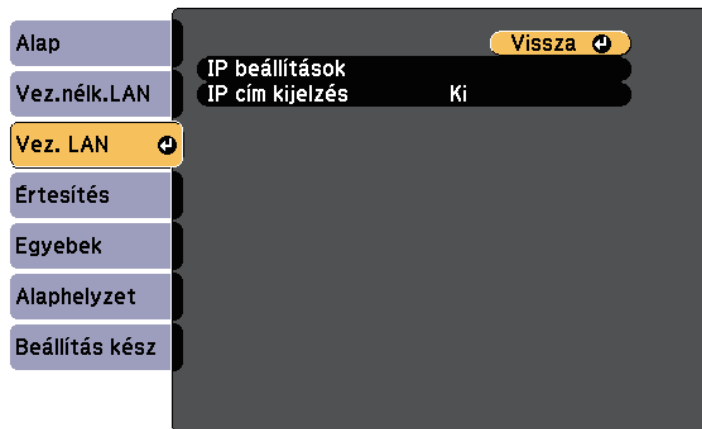 Alap
Vez.nélk.LAN
Vez. LAN
Értesítés
Egyebek
Alaphelyzet
Beállítás kész
Vissza
IP beállítások
IP cím kijelzés Ki